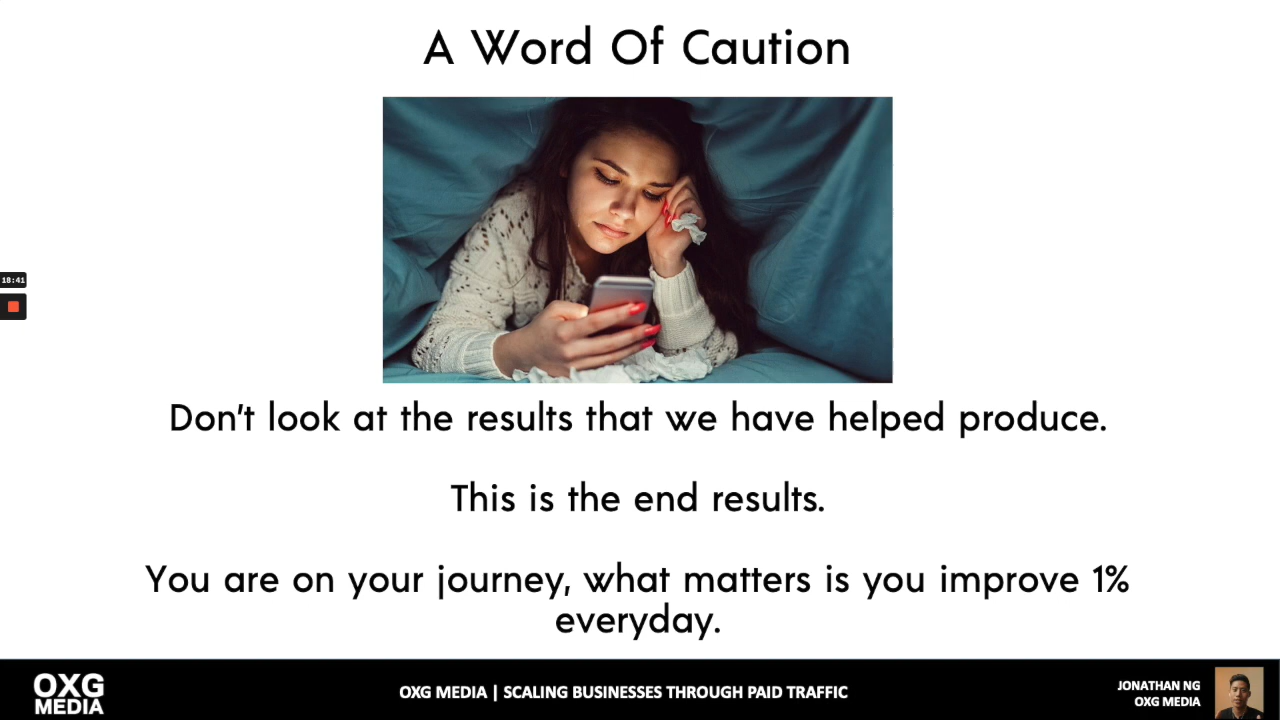 A Word Of Caution
18:41
Don't look at the results that we have helped produce.
This is the end results.
You are on your journey, what matters is you improve 1%
everyday.
OXG
MEDIA
OXG MEDIA | SCALING BUSINESSES THROUGH PAID TRAFFIC
JONATHAN NG
OXG MEDIA